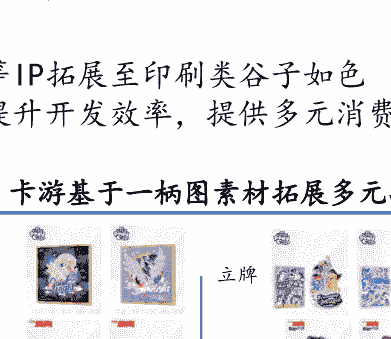 等IP拓展至印刷类谷子如色
提升开发效率，提供多元消费
卡游基于一柄图素材拓展多元
立牌